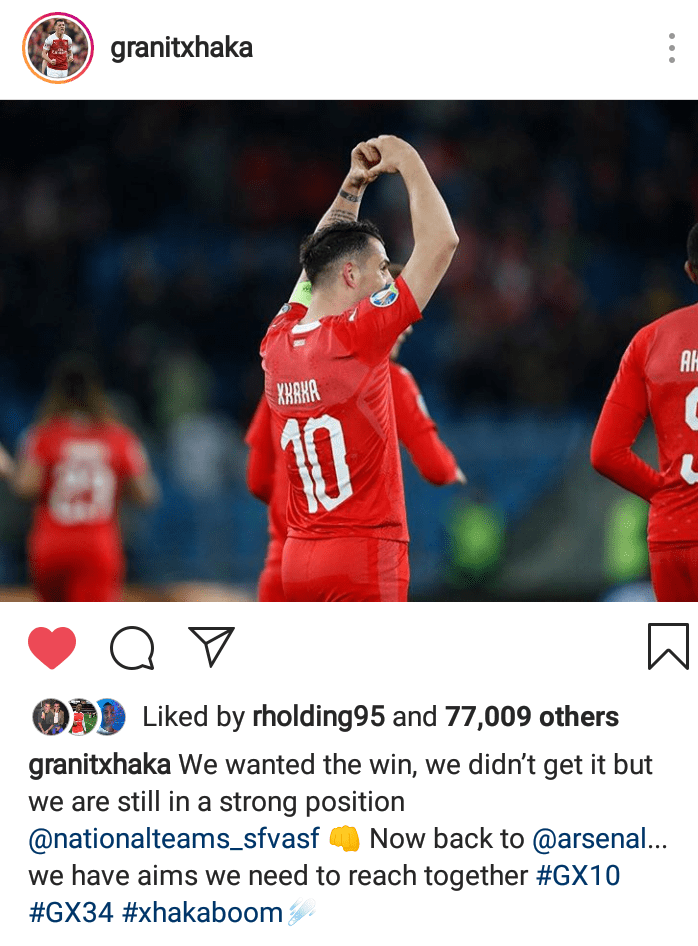 granitxhaka
XHAKA
10
AK
Liked by rholding95 and 77,009 others
granitxhaka We wanted the win, we didn’t get it but
we are still in a strong position
@nationalteams_sfvasf 👊 Now back to @arsenal...
we have aims we need to reach together #GX10
#GX34 #xhakaboom☄️